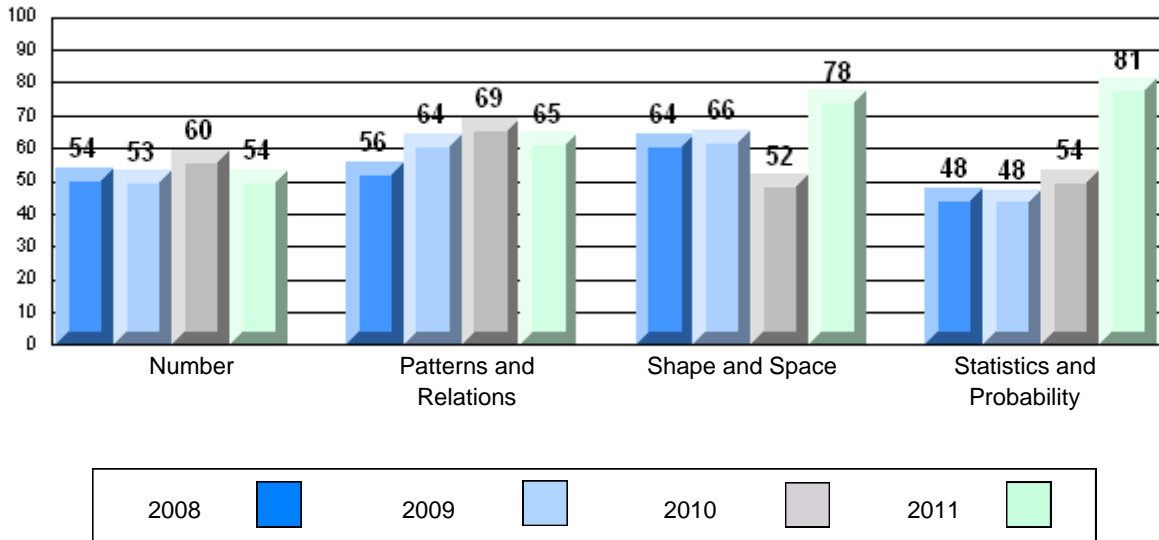 100
90
80
70
60
50
40
30
20
10
0
54 53 60 54
56 64 69 65
64 66 52 78
48 48 54 81
Number
Patterns and
Relations
Shape and Space
Statistics and
Probability
2008 2009 2010 2011